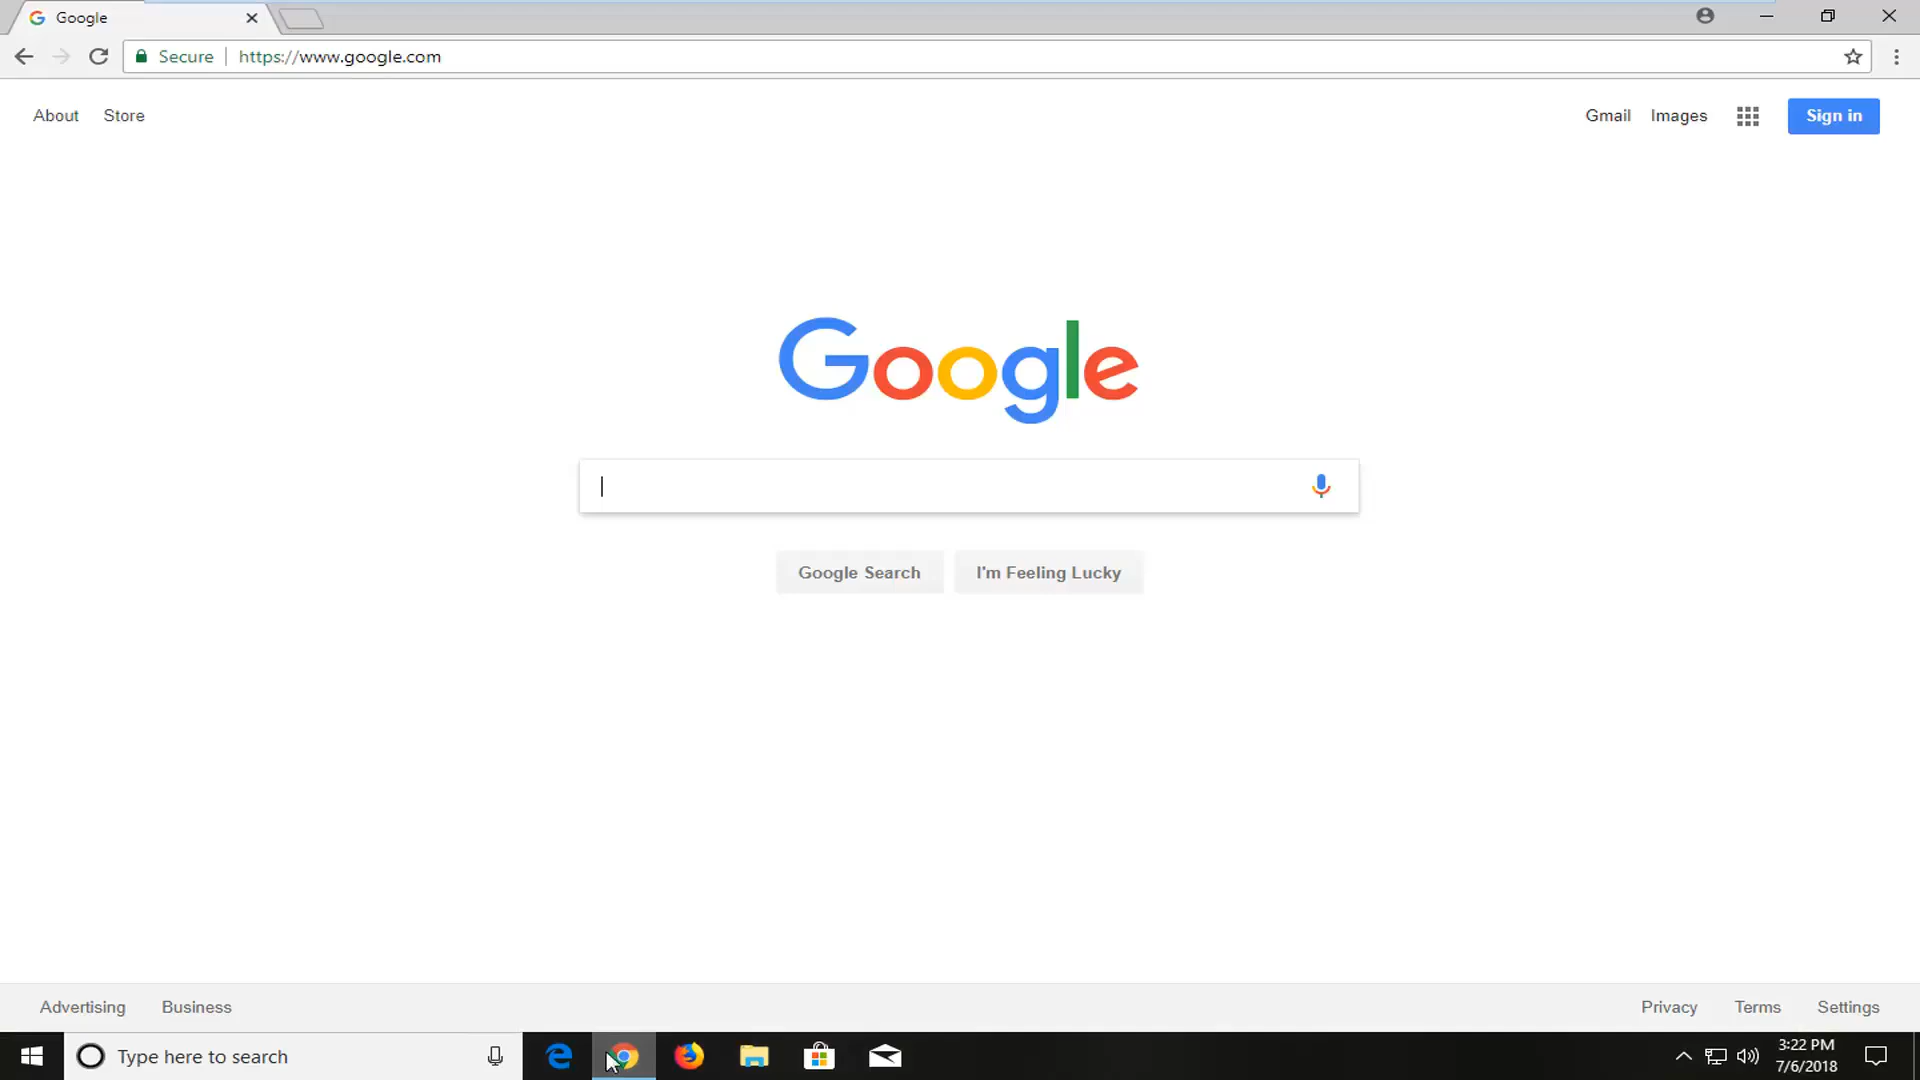 Google
Secure https://www.google.com
About Store
Gmail Images Sign in
Google
Google Search I'm Feeling Lucky
Advertising Business
Privacy Terms Settings
Type here to search
3:22 PM
7/6/2018